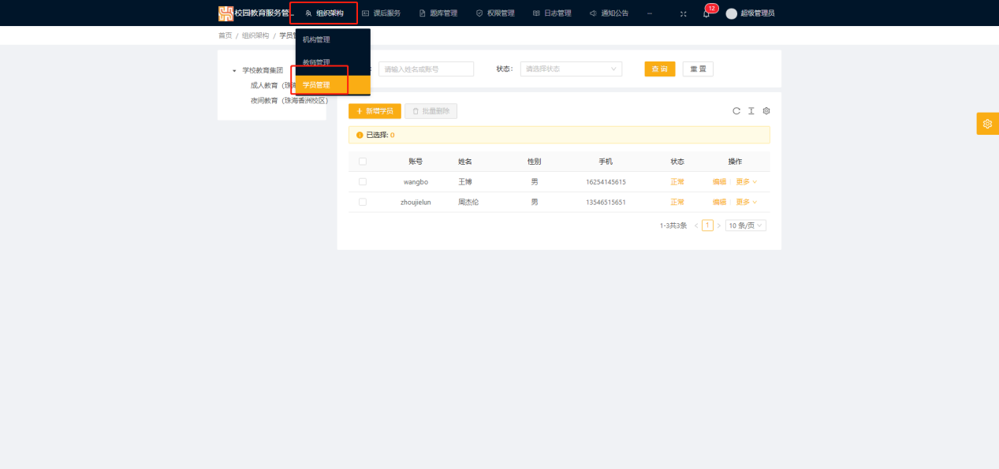 校园教育服务管... 组织架构 课后服务 题库管理 权限管理 日志管理 通知公告 ... 12 超级管理员
首页 / 组织架构 / 学员
机构管理
教师管理
学员管理
学校教育集团
成人教育（珠海
夜间教育（珠海香洲校区）
: 请输入姓名或账号 状态： 请选择状态 查 询 重 置
+ 新增学员 批量删除
已选择: 0
账号 姓名 性别 手机 状态 操作
wangbo 王博 男 16254145615 正常 编辑 更多
zhoujielun 周杰伦 男 13546515651 正常 编辑 更多
1-3共3条 < 1 > 10 条/页